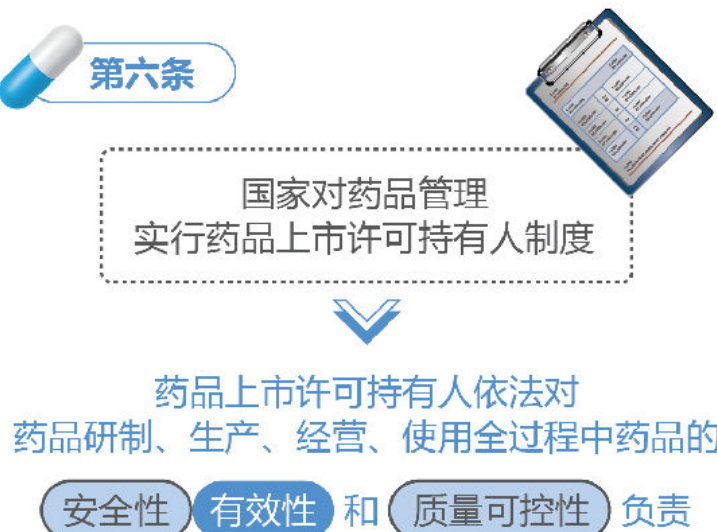 第六条
国家对药品管理
实行药品上市许可持有人制度
药品上市许可持有人依法对
药品研制、生产、经营、使用全过程中药品的
安全性 有效性 和 质量可控性 负责